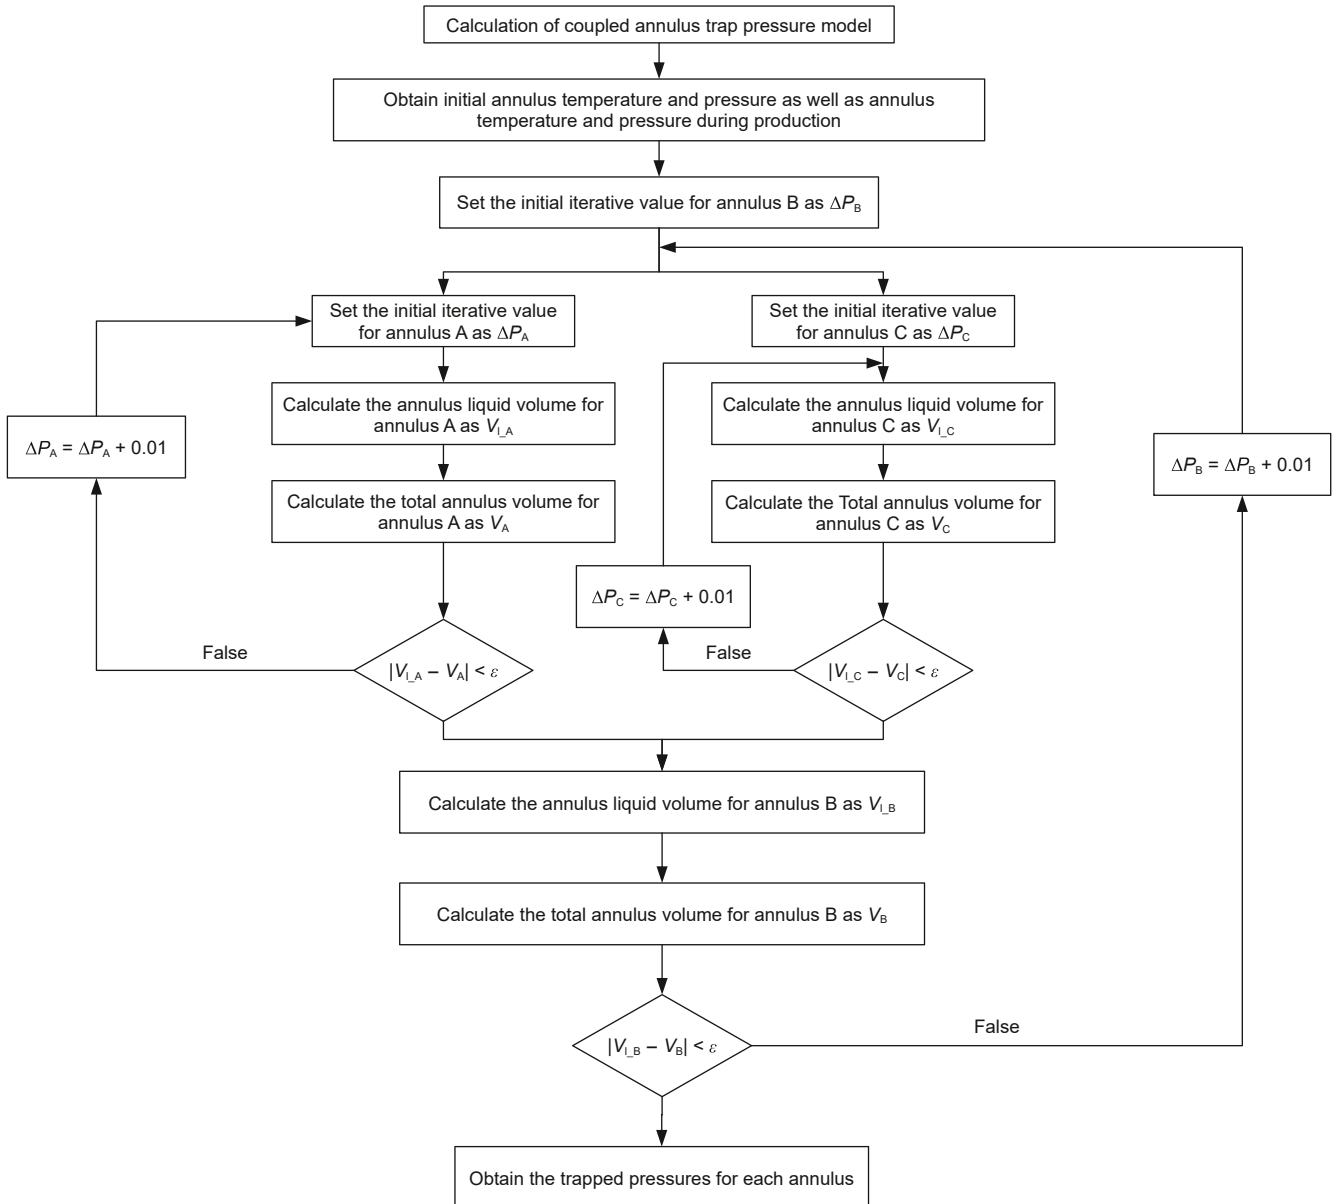 Calculation of coupled annulus trap pressure model
Obtain initial annulus temperature and pressure as well as annulus
temperature and pressure during production
Set the initial iterative value for annulus B as ΔP_B
Set the initial iterative value
for annulus A as ΔP_A
Set the initial iterative value
for annulus C as ΔP_C
Calculate the annulus liquid volume for
annulus A as V_l_A
Calculate the annulus liquid volume for
annulus C as V_l_C
ΔP_A = ΔP_A + 0.01
ΔP_B = ΔP_B + 0.01
Calculate the total annulus volume for
annulus A as V_A
Calculate the Total annulus volume for
annulus C as V_C
ΔP_C = ΔP_C + 0.01
False
|V_l_A – V_A| < ε
False
|V_l_C – V_C| < ε
Calculate the annulus liquid volume for annulus B as V_l_B
Calculate the total annulus volume for annulus B as V_B
|V_l_B – V_B| < ε
False
Obtain the trapped pressures for each annulus